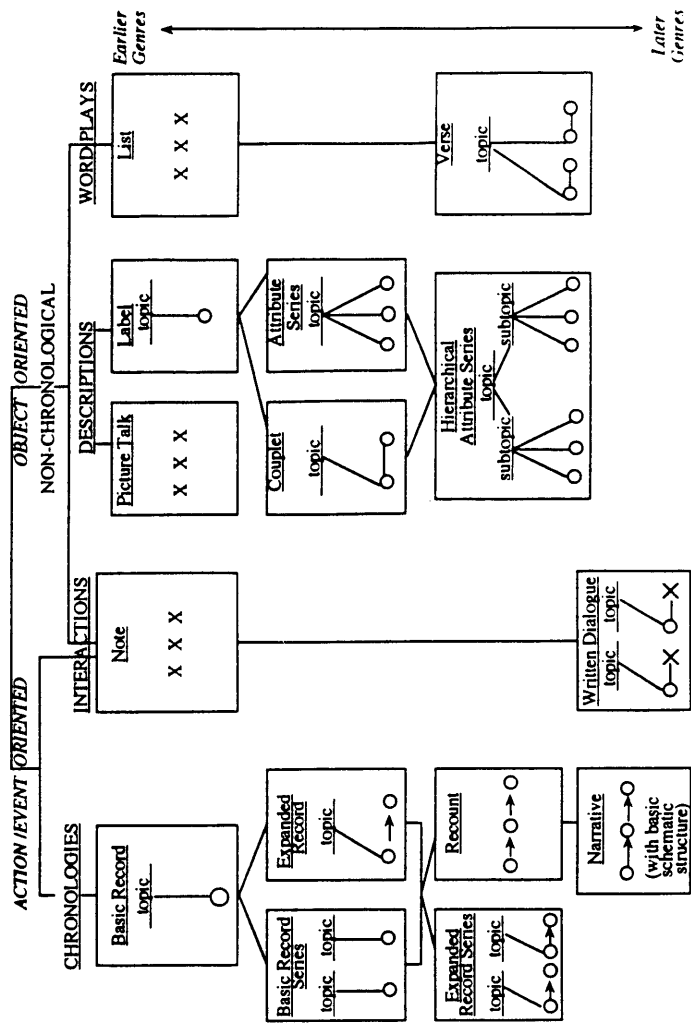 ACTION/EVENT ORIENTED
OBJECT ORIENTED
NON-CHRONOLOGICAL
CHRONOLOGIES
INTERACTIONS
DESCRIPTIONS
WORD PLAYS
Earlier
Genres
Later
Genres
Basic Record
topic
Note
X X X
Picture Talk
X X X
Label
topic
List
X X X
Basic Record
Series
topic
topic
Expanded
Record
topic
Couplet
topic
Attribute
Series
topic
Expanded
Record Series
topic
topic
Recount
Hierarchical
Attribute Series
topic
subtopic
subtopic
Verse
topic
Narrative
(with basic
schematic
structure)
Written Dialogue
topic
topic
X
X